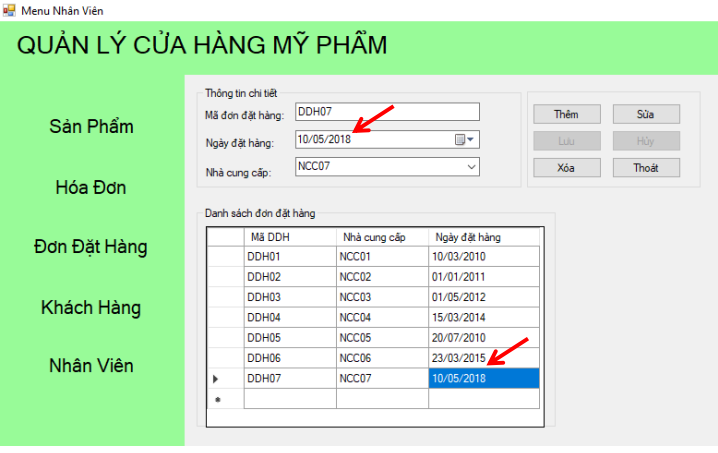 Menu Nhân Viên
QUẢN LÝ CỬA HÀNG MỸ PHẨM
Sản Phẩm
Hóa Đơn
Đơn Đặt Hàng
Khách Hàng
Nhân Viên
Thông tin chi tiết
Mã đơn đặt hàng: DDH07
Ngày đặt hàng: 10/05/2018
Nhà cung cấp: NCC07
Thêm Sửa
Lưu Hủy
Xóa Thoát
Danh sách đơn đặt hàng
Mã DDH Nhà cung cấp Ngày đặt hàng
DDH01 NCC01 10/03/2010
DDH02 NCC02 01/01/2011
DDH03 NCC03 01/05/2012
DDH04 NCC04 15/03/2014
DDH05 NCC05 20/07/2010
DDH06 NCC06 23/03/2015
DDH07 NCC07 10/05/2018